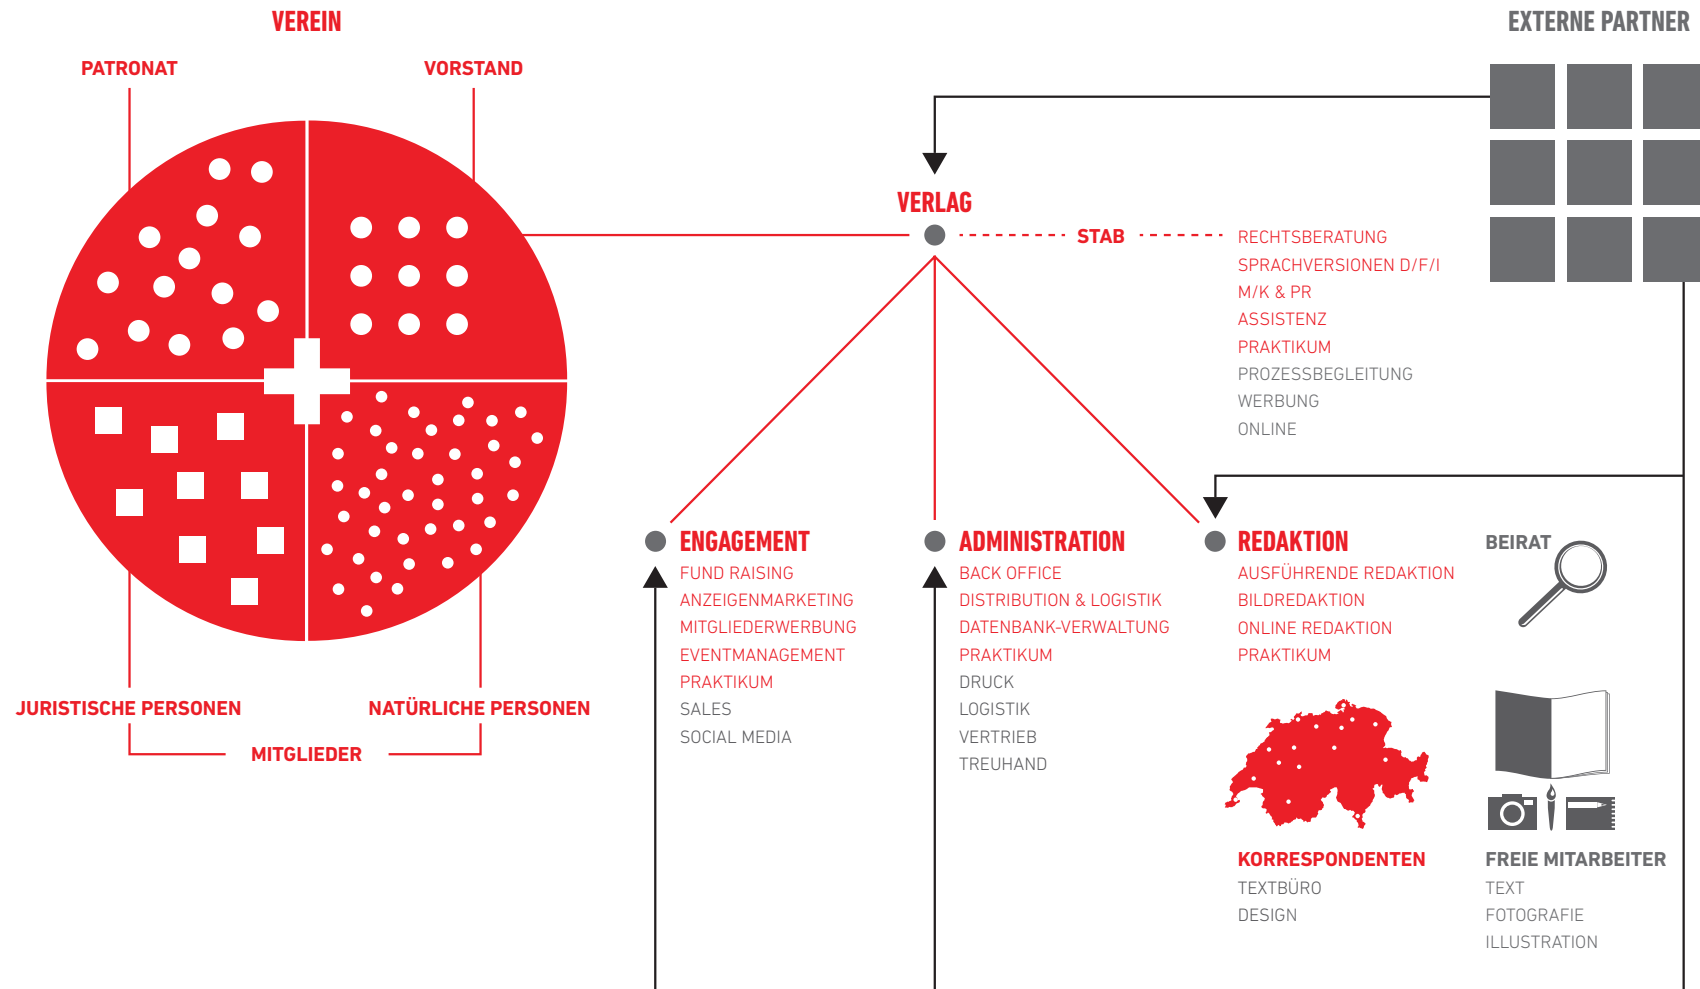 VEREIN
EXTERNE PARTNER
PATRONAT
VORSTAND
VERLAG
STAB
RECHTSBERATUNG
SPRACHVERSIONEN D/F/I
M/K & PR
ASSISTENZ
PRAKTIKUM
PROZESSBEGLEITUNG
WERBUNG
ONLINE
JURISTISCHE PERSONEN
NATÜRLICHE PERSONEN
MITGLIEDER
ENGAGEMENT
FUND RAISING
ANZEIGENMARKETING
MITGLIEDERWERBUNG
EVENTMANAGEMENT
PRAKTIKUM
SALES
SOCIAL MEDIA
ADMINISTRATION
BACK OFFICE
DISTRIBUTION & LOGISTIK
DATENBANK-VERWALTUNG
PRAKTIKUM
DRUCK
LOGISTIK
VERTRIEB
TREUHAND
REDAKTION
AUSFÜHRENDE REDAKTION
BILDREDAKTION
ONLINE REDAKTION
PRAKTIKUM
BEIRAT
KORRESPONDENTEN
TEXTBÜRO
DESIGN
FREIE MITARBEITER
TEXT
FOTOGRAFIE
ILLUSTRATION